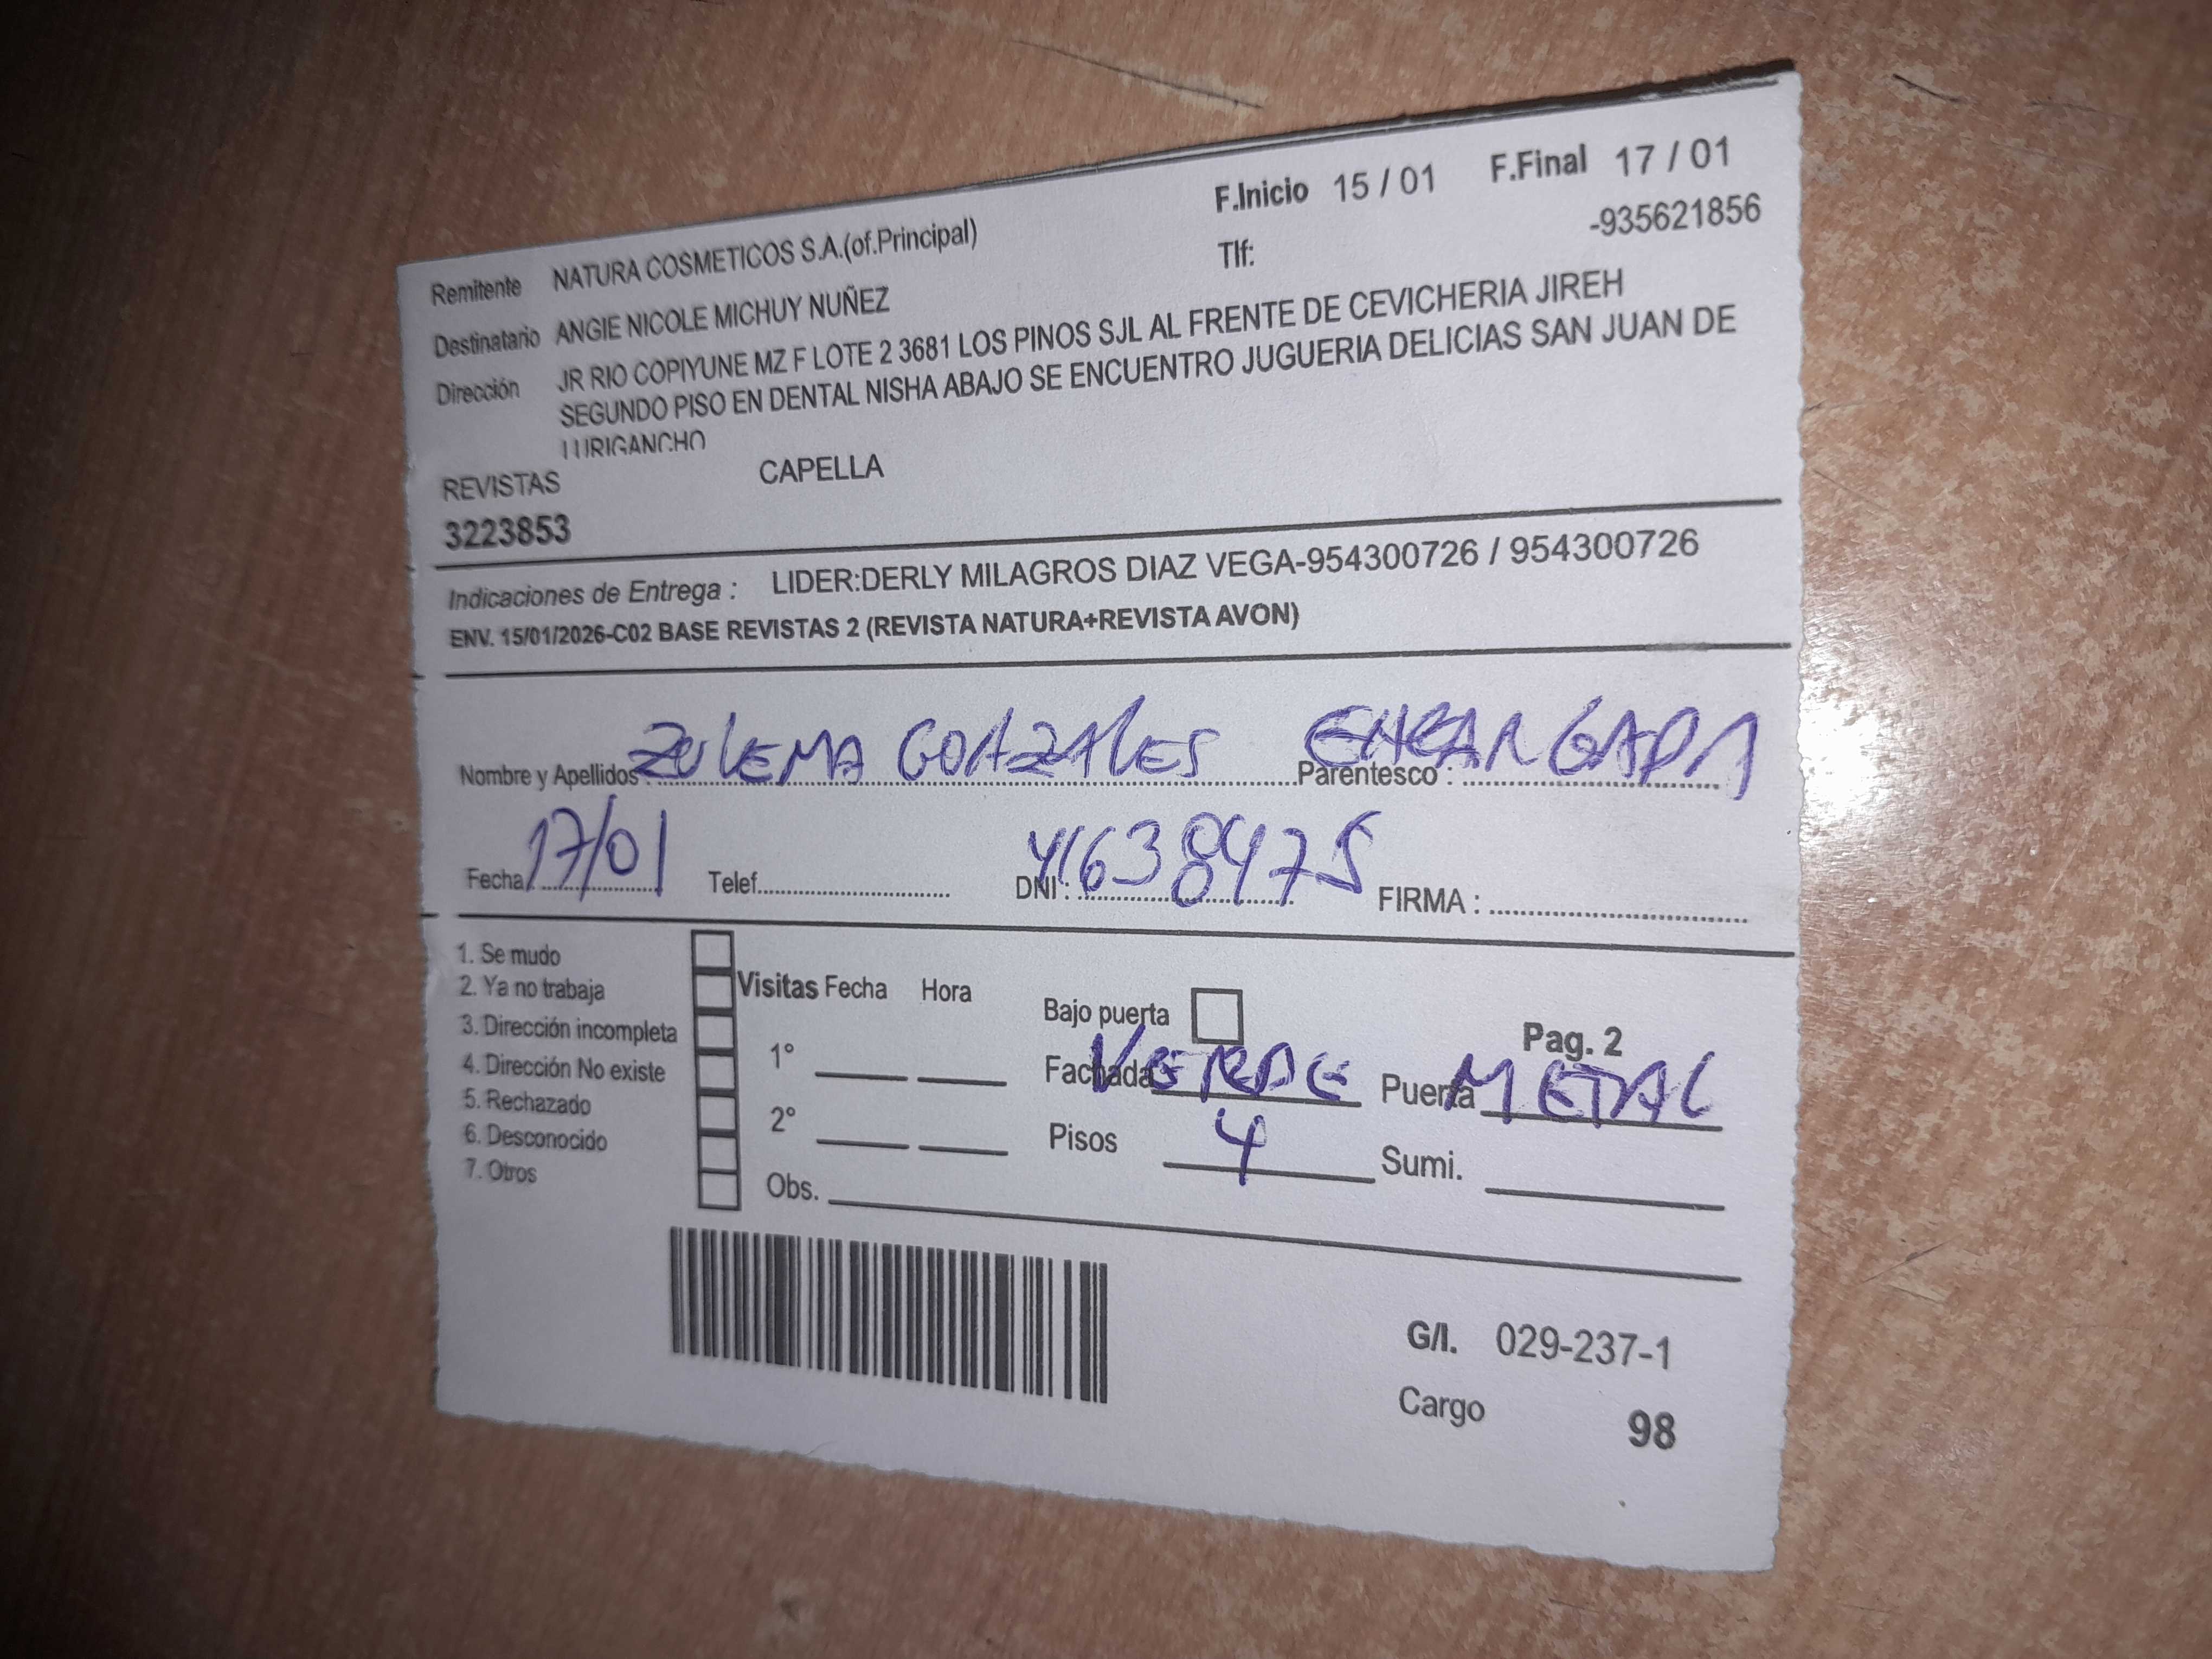 F.Inicio 15 / 01 F.Final 17 / 01
Remitente NATURA COSMETICOS S.A.(of.Principal) Tlf: -935621856
Destinatario ANGIE NICOLE MICHUY NUÑEZ
Dirección JR RIO COPIYUNE MZ F LOTE 2 3681 LOS PINOS SJL AL FRENTE DE CEVICHERIA JIREH
SEGUNDO PISO EN DENTAL NISHA ABAJO SE ENCUENTRO JUGUERIA DELICIAS SAN JUAN DE
LURIGANCHO
REVISTAS CAPELLA
3223853
Indicaciones de Entrega : LIDER:DERLY MILAGROS DIAZ VEGA-954300726 / 954300726
ENV. 15/01/2026-C02 BASE REVISTAS 2 (REVISTA NATURA+REVISTA AVON)
Nombre y Apellidos : ZULEMA GONZALES Parentesco : ENCARGADA
Fecha 17/01 Telef. DNI : 41638475 FIRMA :
1. Se mudo
2. Ya no trabaja
3. Dirección incompleta
4. Dirección No existe
5. Rechazado
6. Desconocido
7. Otros
Visitas Fecha Hora
1°
2°
Obs.
Bajo puerta Pag. 2
Fachada VERDE Puerta METAL
Pisos 4 Sumi.
G/I. 029-237-1
Cargo 98